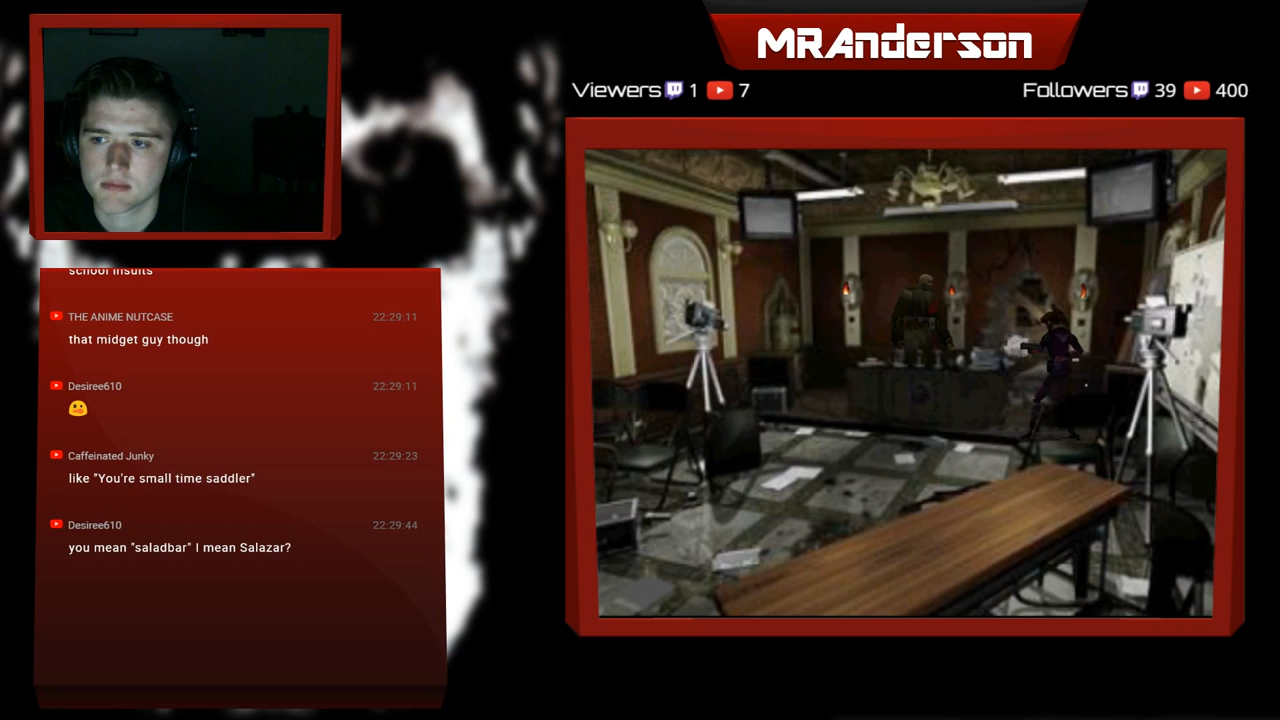 MRAnderson
Viewers 1 7
Followers 39 400
school insults
THE ANIME NUTCASE 22:29:11
that midget guy though
Desiree610 22:29:11
Caffeinated Junky 22:29:23
like "You're small time saddler"
Desiree610 22:29:44
you mean "saladbar" I mean Salazar?